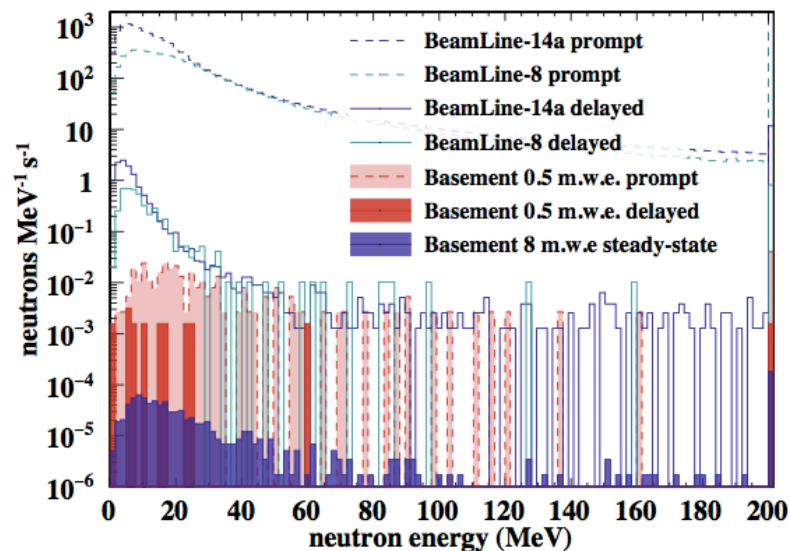 BeamLine-14a prompt
BeamLine-8 prompt
BeamLine-14a delayed
BeamLine-8 delayed
Basement 0.5 m.w.e. prompt
Basement 0.5 m.w.e. delayed
Basement 8 m.w.e steady-state
neutrons MeV⁻¹ s⁻¹
10³
10²
10
1
10⁻¹
10⁻²
10⁻³
10⁻⁴
10⁻⁵
10⁻⁶
0 20 40 60 80 100 120 140 160 180 200
neutron energy (MeV)